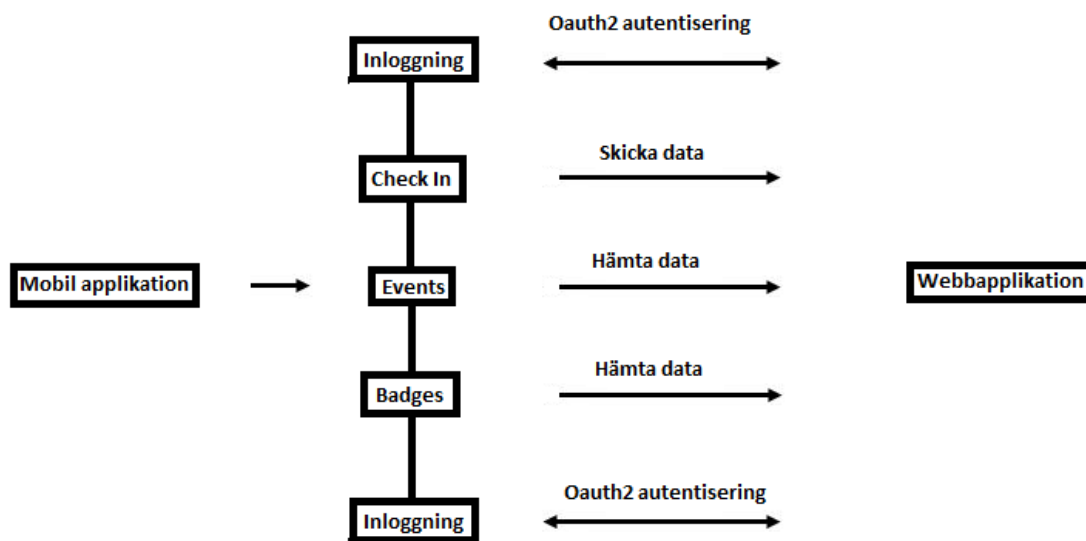 Oauth2 autentisering
Inloggning
Skicka data
Check In
Hämta data
Mobil applikation
Events
Webbapplikation
Hämta data
Badges
Oauth2 autentisering
Inloggning